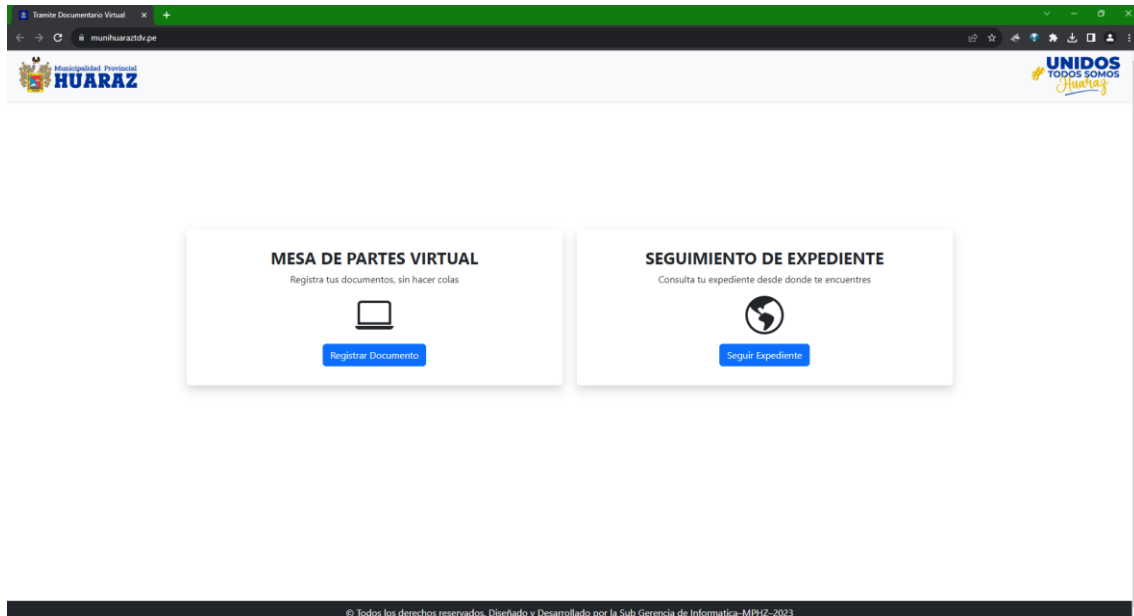 Tramite Documentario Virtual
munihuaraztdv.pe
Municipalidad Provincial
HUARAZ
# UNIDOS
TODOS SOMOS
Huaraz
MESA DE PARTES VIRTUAL
Registra tus documentos, sin hacer colas
Registrar Documento
SEGUIMIENTO DE EXPEDIENTE
Consulta tu expediente desde donde te encuentres
Seguir Expediente
© Todos los derechos reservados. Diseñado y Desarrollado por la Sub Gerencia de Informatica–MPHZ–2023